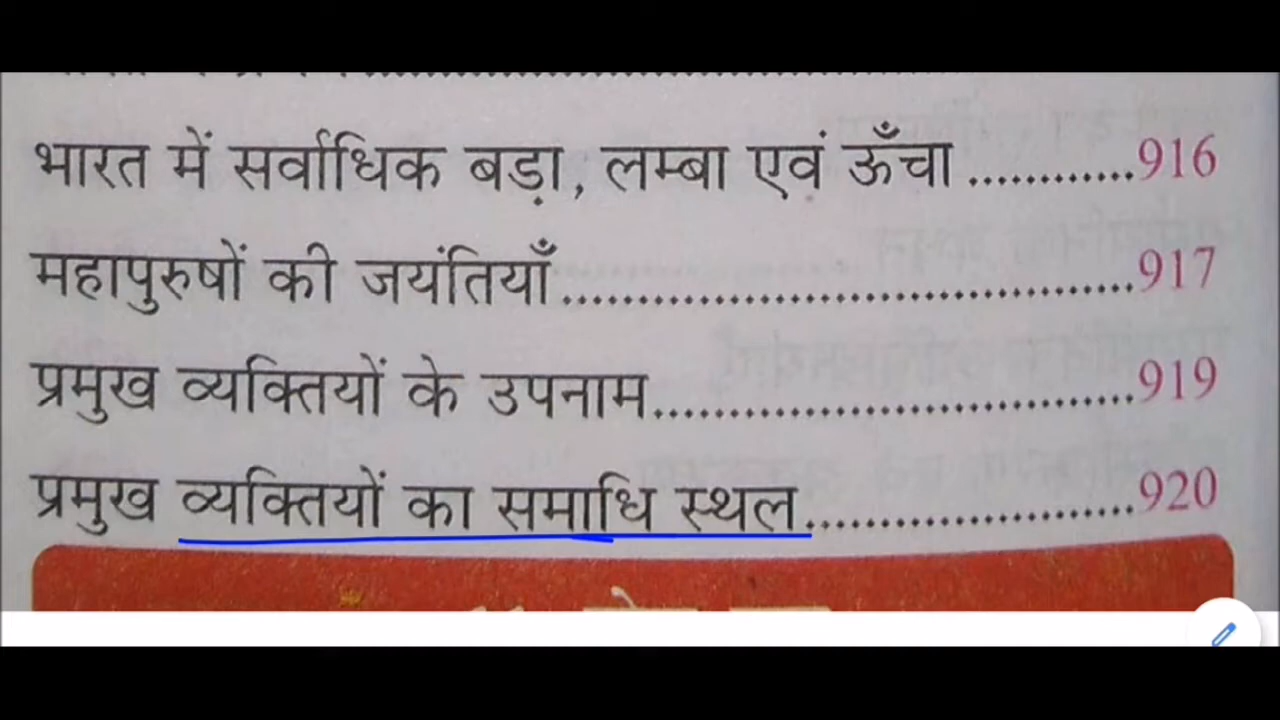 भारत में सर्वाधिक बड़ा, लम्बा एवं ऊँचा............916
महापुरुषों की जयंतियाँ......................................917
प्रमुख व्यक्तियों के उपनाम................................919
प्रमुख व्यक्तियों का समाधि स्थल......................920